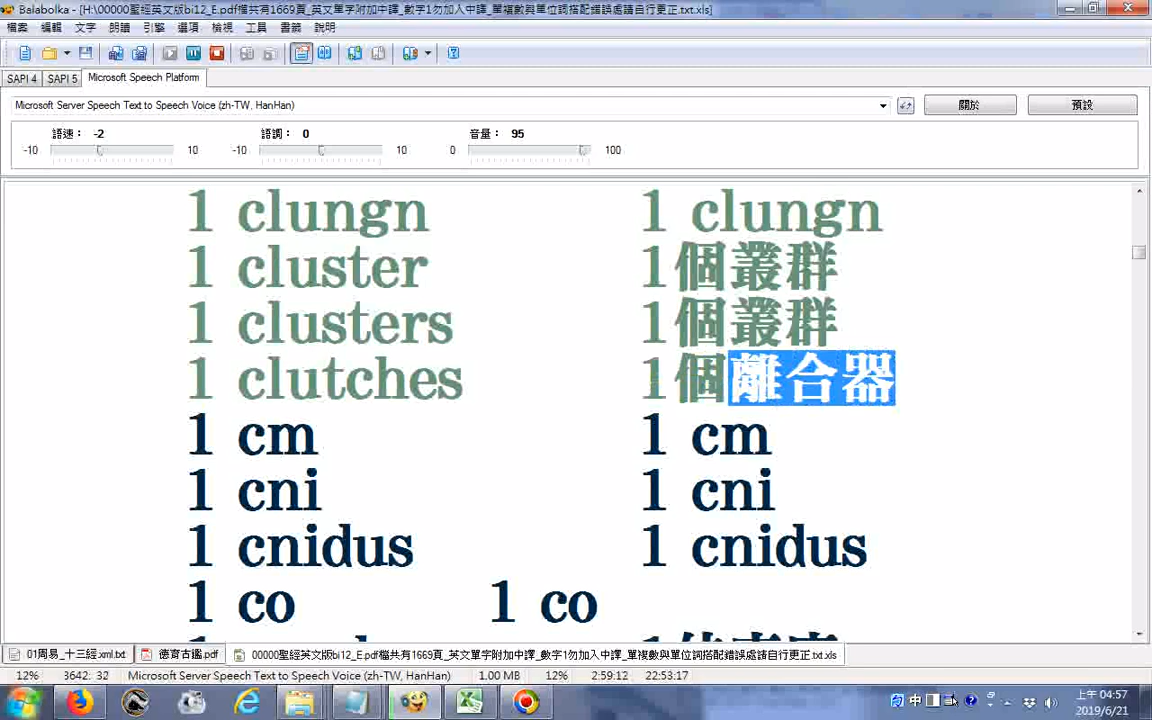 Balabolka - [H:\00000聖經英文版bi12_E.pdf檔共有1669頁_英文單字附加中譯_數字1勿加入中譯_單複數與單位詞搭配錯誤處請自行更正.txt.xls]
檔案 編輯 文字 朗讀 引擎 選項 檢視 工具 書籤 說明
SAPI 4 SAPI 5 Microsoft Speech Platform
Microsoft Server Speech Text to Speech Voice (zh-TW, HanHan) 關於 預設
語速： -2 語調： 0 音量： 95
-10 10 -10 10 0 100
1 clungn 1 clungn
1 cluster 1個叢群
1 clusters 1個叢群
1 clutches 1個離合器
1 cm 1 cm
1 cni 1 cni
1 cnidus 1 cnidus
1 co 1 co
01周易_十三經.xml.txt 德育古鑑.pdf 00000聖經英文版bi12_E.pdf檔共有1669頁_英文單字附加中譯_數字1勿加入中譯_單複數與單位詞搭配錯誤處請自行更正.txt.xls
12% 3642: 32 Microsoft Server Speech Text to Speech Voice (zh-TW, HanHan) 1.00 MB 12% 2:59:12 22:53:17
中 上午 04:57
2019/6/21